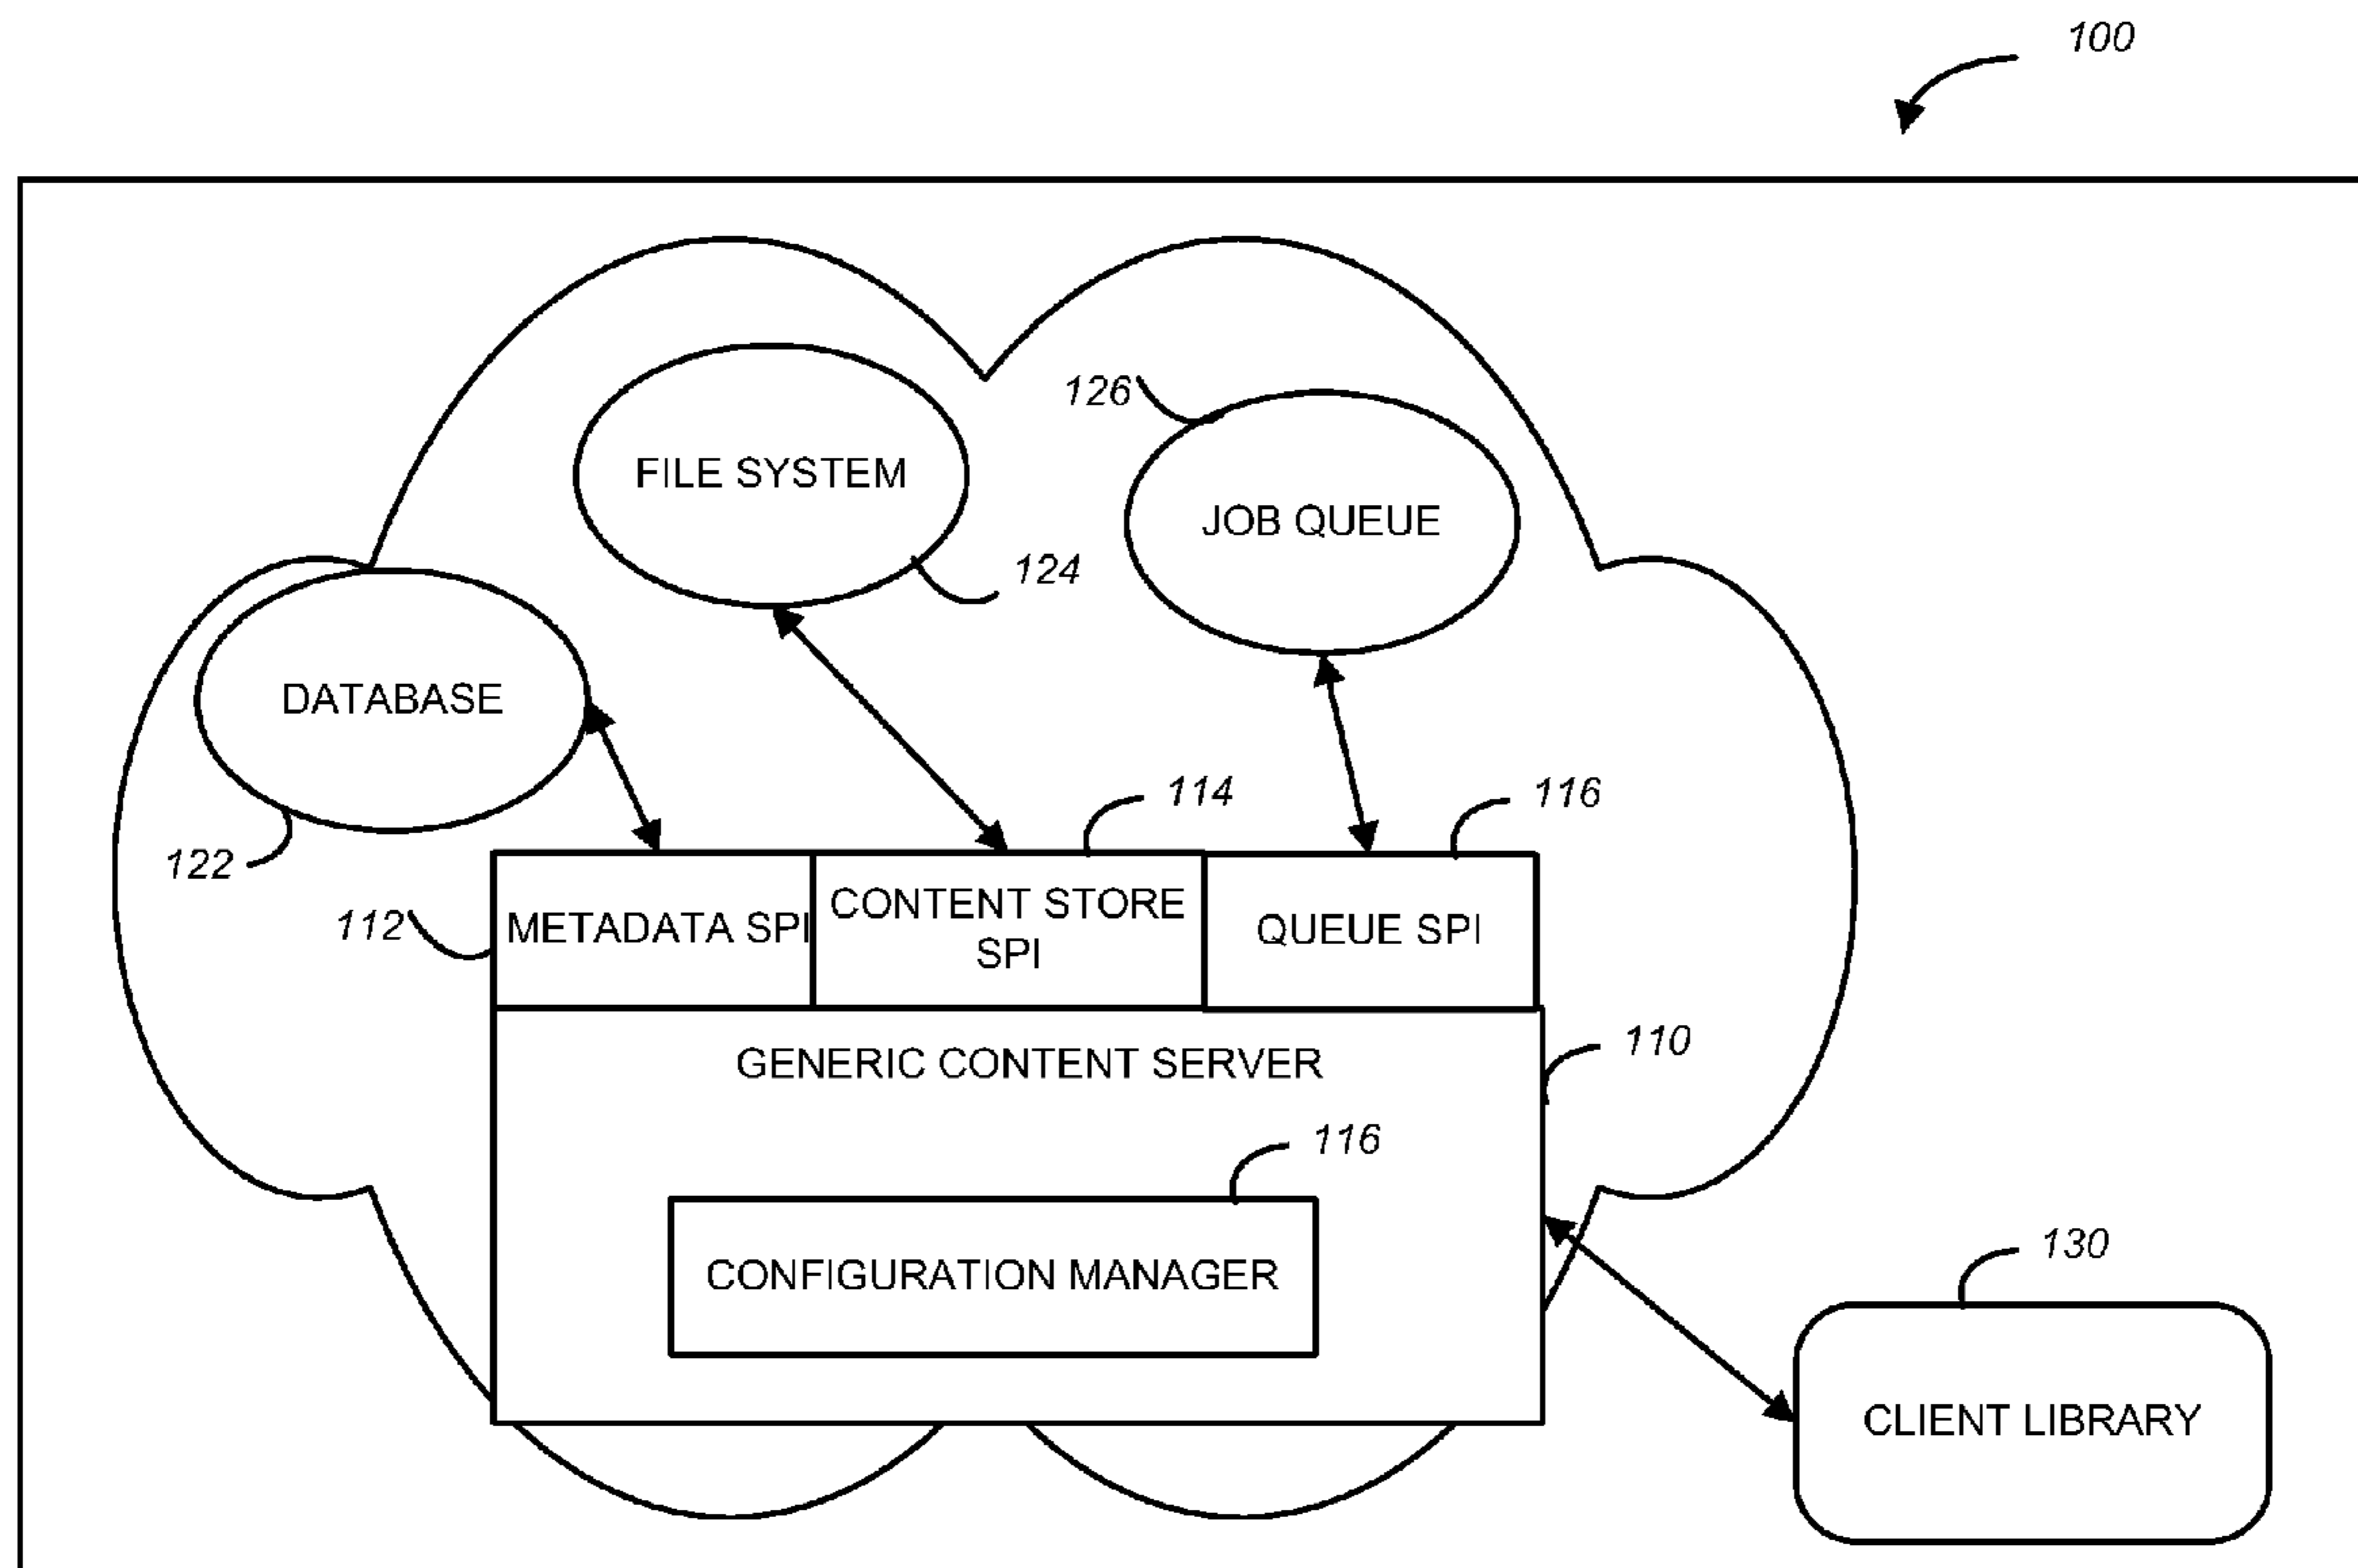 100
126
FILE SYSTEM
JOB QUEUE
124
DATABASE
114
116
122
112
METADATA SPI
CONTENT STORE
SPI
QUEUE SPI
110
GENERIC CONTENT SERVER
116
CONFIGURATION MANAGER
130
CLIENT LIBRARY